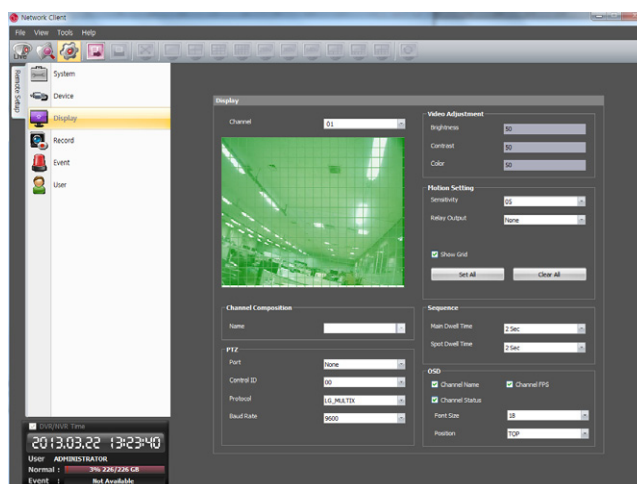 Network Client
File View Tools Help
Live
Remote Setup
System
Device
Display
Record
Event
User
Display
Channel 01
Channel Composition
Name
PTZ
Port None
Control ID 00
Protocol LG_MULTIX
Baud Rate 9600
Video Adjustment
Brightness 50
Contrast 50
Color 50
Motion Setting
Sensitivity 05
Relay Output None
Show Grid
Set All Clear All
Sequence
Main Dwell Time 2 Sec
Spot Dwell Time 2 Sec
OSD
Channel Name Channel FPS
Channel Status
Font Size 18
Position TOP
DVR/NVR Time
2013.03.22 13:23:40
User ADMINISTRATOR
Normal : 3% 226/226 GB
Event : Not Available